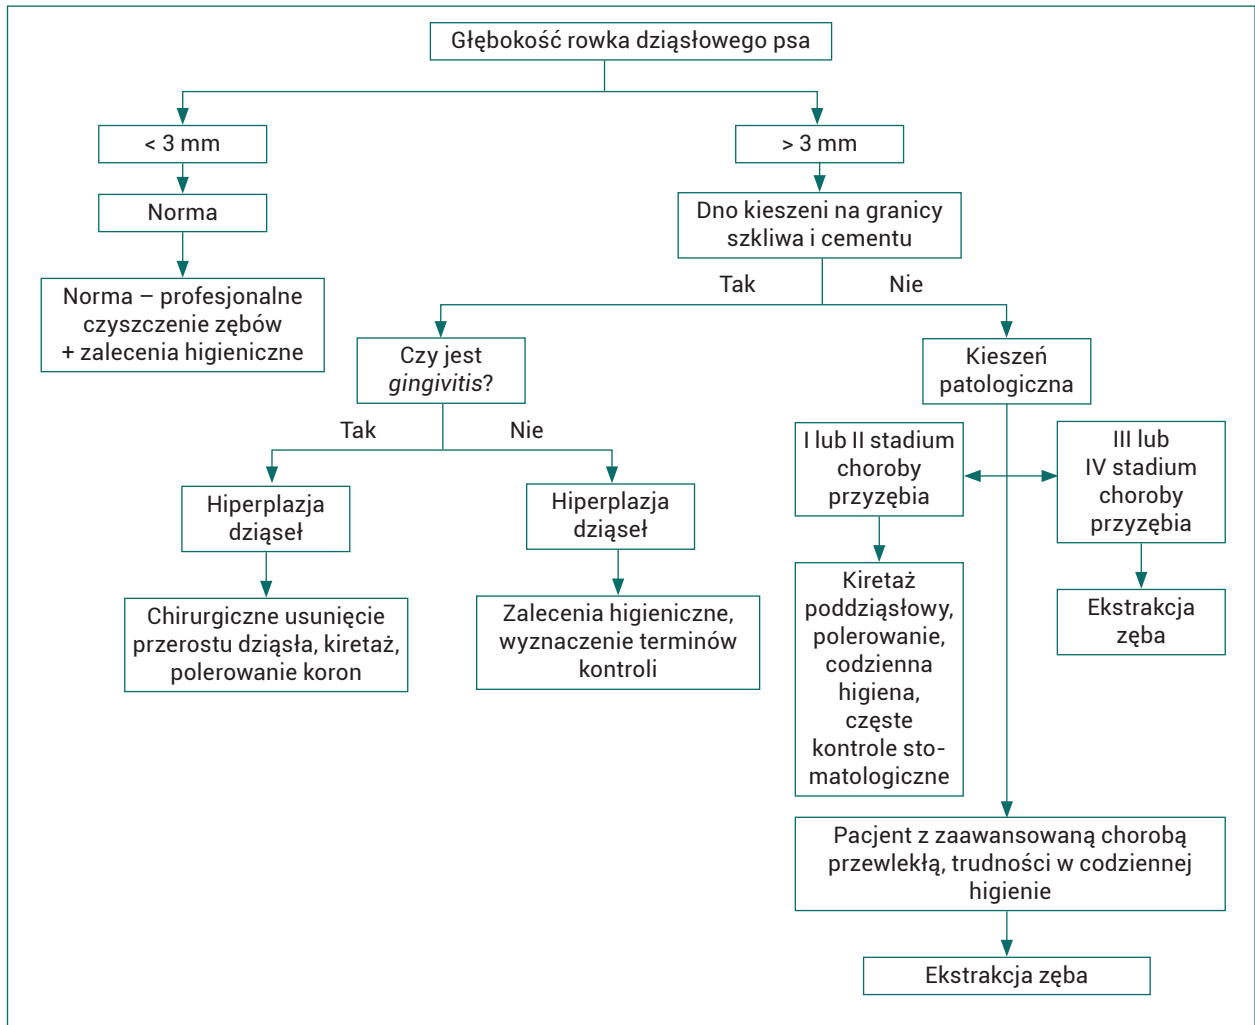 Głębokość rowka dziąsłowego psa
< 3 mm
> 3 mm
Norma
Dno kieszeni na granicy
szkliwa i cementu
Norma – profesjonalne
czyszczenie zębów
+ zalecenia higieniczne
Tak
Nie
Czy jest
gingivitis?
Kieszeń
patologiczna
Tak
Nie
I lub II stadium
choroby
przyzębia
III lub
IV stadium
choroby
przyzębia
Hiperplazja
dziąseł
Hiperplazja
dziąseł
Chirurgiczne usunięcie
przerostu dziąsła, kiretaż,
polerowanie koron
Zalecenia higieniczne,
wyznaczenie terminów
kontroli
Kiretaż
poddziąsłowy,
polerowanie,
codzienna
higiena,
częste
kontrole sto-
matologiczne
Ekstrakcja
zęba
Pacjent z zaawansowaną chorobą
przewlekłą, trudności w codziennej
higienie
Ekstrakcja zęba